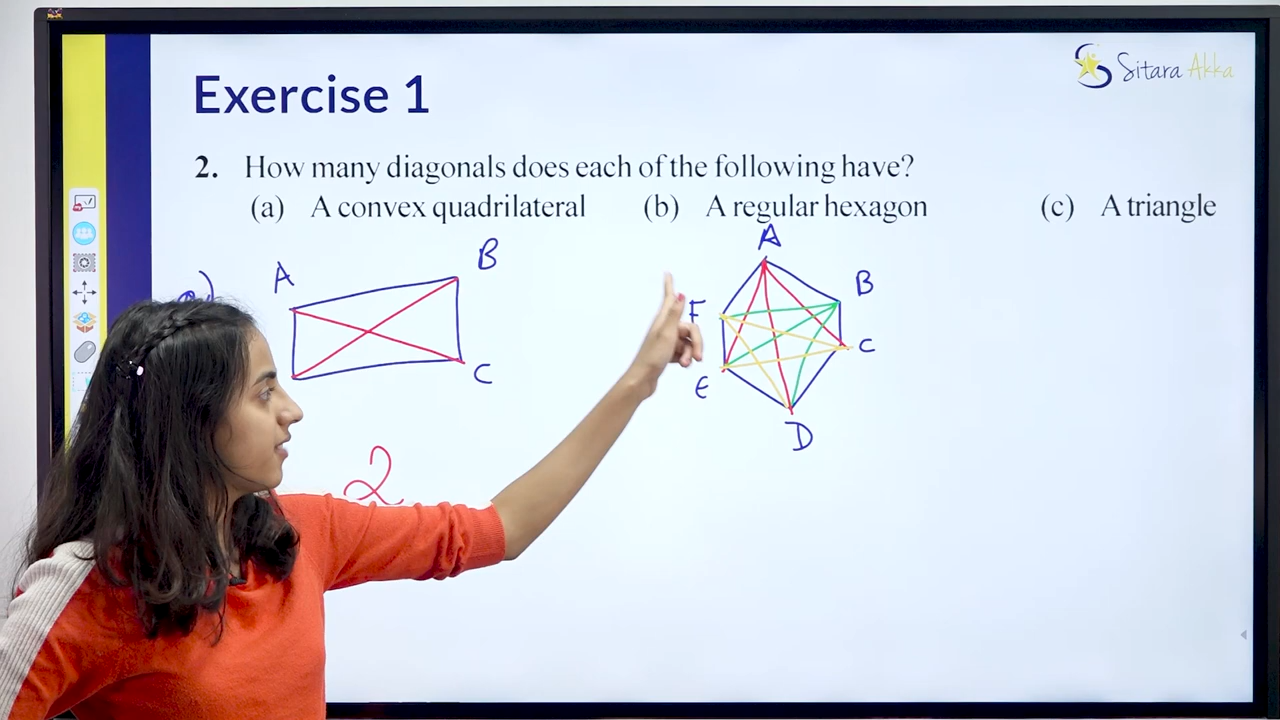 Sitara Akka
Exercise 1
2. How many diagonals does each of the following have?
(a) A convex quadrilateral (b) A regular hexagon (c) A triangle
a)
A
B
C
2
A
B
C
D
E
F